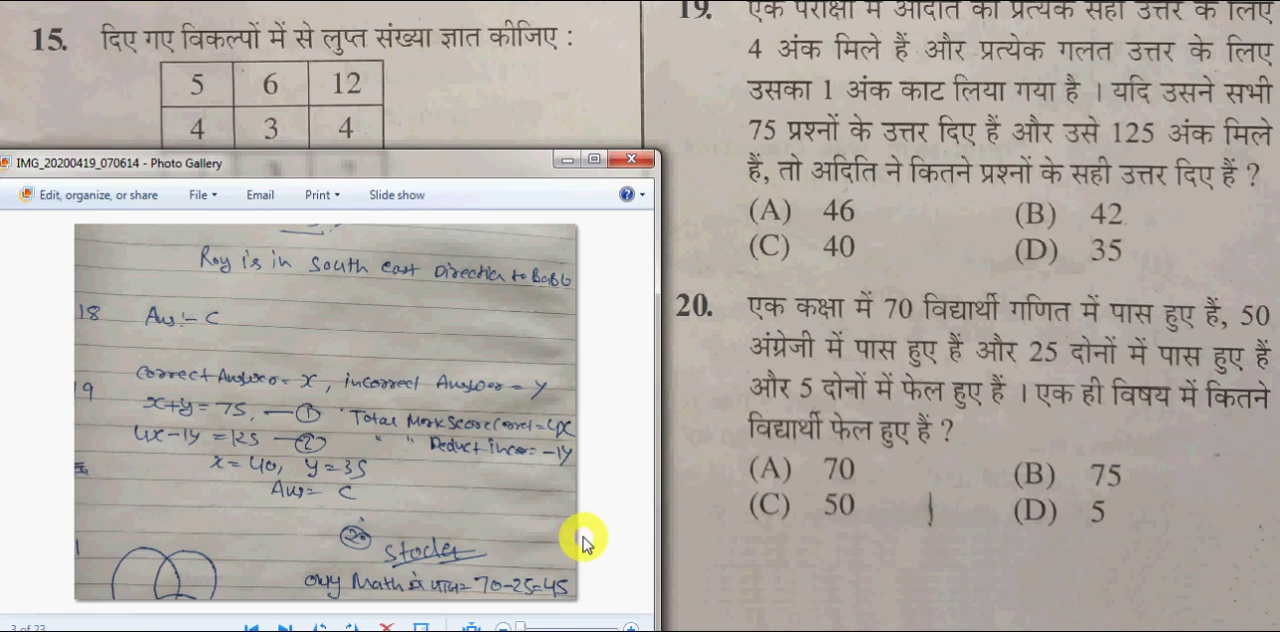 15. दिए गए विकल्पों में से लुप्त संख्या ज्ञात कीजिए :
5 6 12
4 3 4
IMG_20200419_070614 - Photo Gallery
Edit, organize, or share File Email Print Slide show
Roy is in South east Direction to
18 Ans:- C
19 correct Answer = x, incorrect Answer = y
x+y=75, — ① Total Mark Score Correct = 4x
4x-1y = 125 — ② " " Deduct incor = -1y
x = 40, y = 35
Ans = C
20
only Math में पास = 70-25=45
3 of 23
19. एक परीक्षा में अदिति को प्रत्येक सही उत्तर के लिए
4 अंक मिले हैं और प्रत्येक गलत उत्तर के लिए
उसका 1 अंक काट लिया गया है । यदि उसने सभी
75 प्रश्नों के उत्तर दिए हैं और उसे 125 अंक मिले
हैं, तो अदिति ने कितने प्रश्नों के सही उत्तर दिए हैं ?
(A) 46 (B) 42
(C) 40 (D) 35
20. एक कक्षा में 70 विद्यार्थी गणित में पास हुए हैं, 50
अंग्रेजी में पास हुए हैं और 25 दोनों में पास हुए हैं
और 5 दोनों में फेल हुए हैं । एक ही विषय में कितने
विद्यार्थी फेल हुए हैं ?
(A) 70 (B) 75
(C) 50 (D) 5